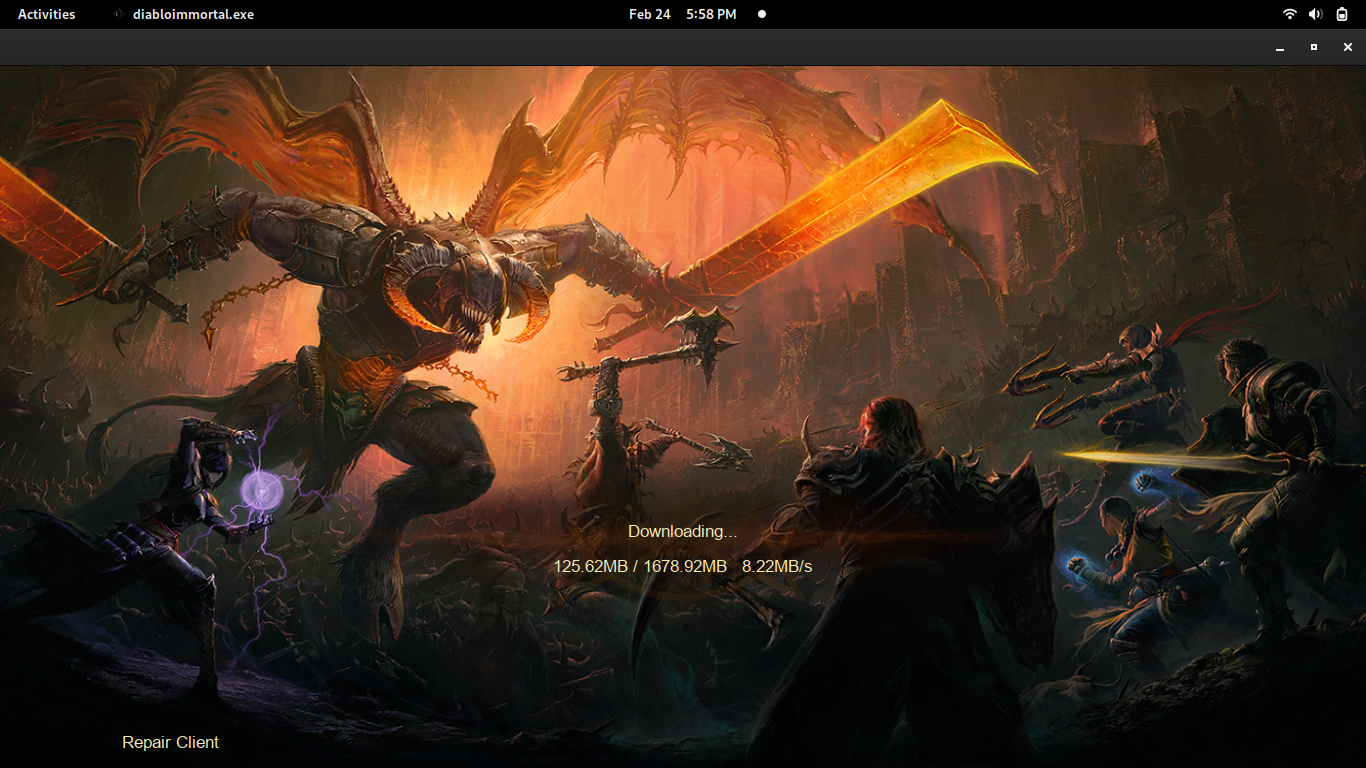 Activities diabloimmortal.exe Feb 24 5:58 PM
Downloading...
125.62MB / 1678.92MB 8.22MB/s
Repair Client